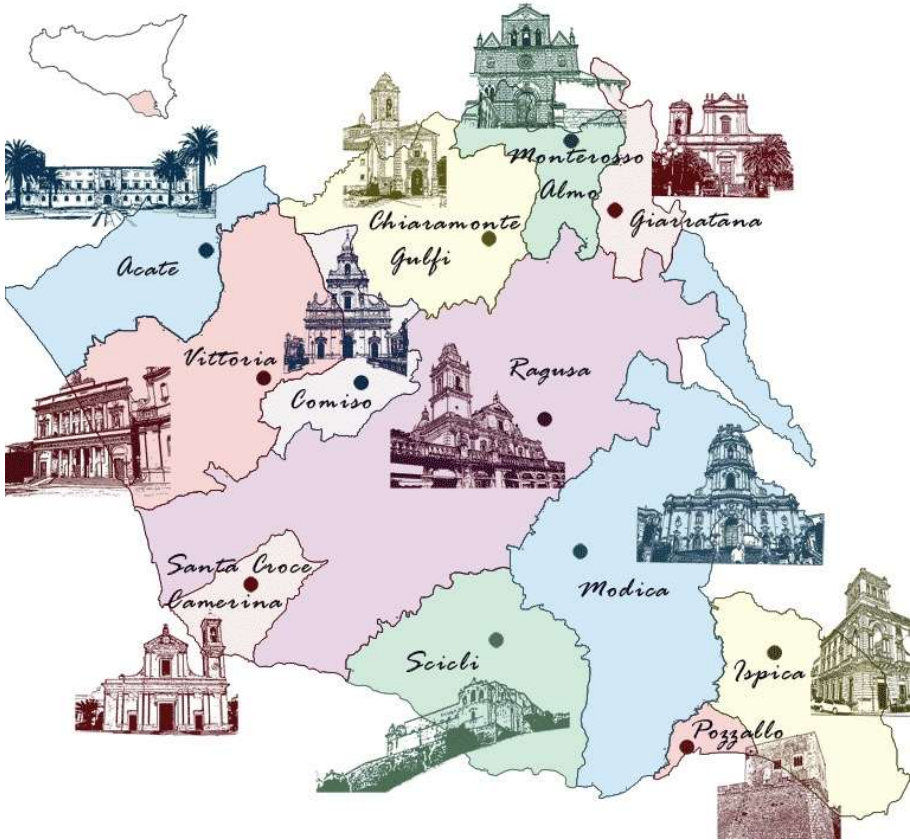 Monterosso
Almo
Giarratana
Chiaramonte
Gulfi
Acate
Vittoria
Comiso
Ragusa
Santa Croce
Camerina
Modica
Scicli
Ispica
Pozzallo